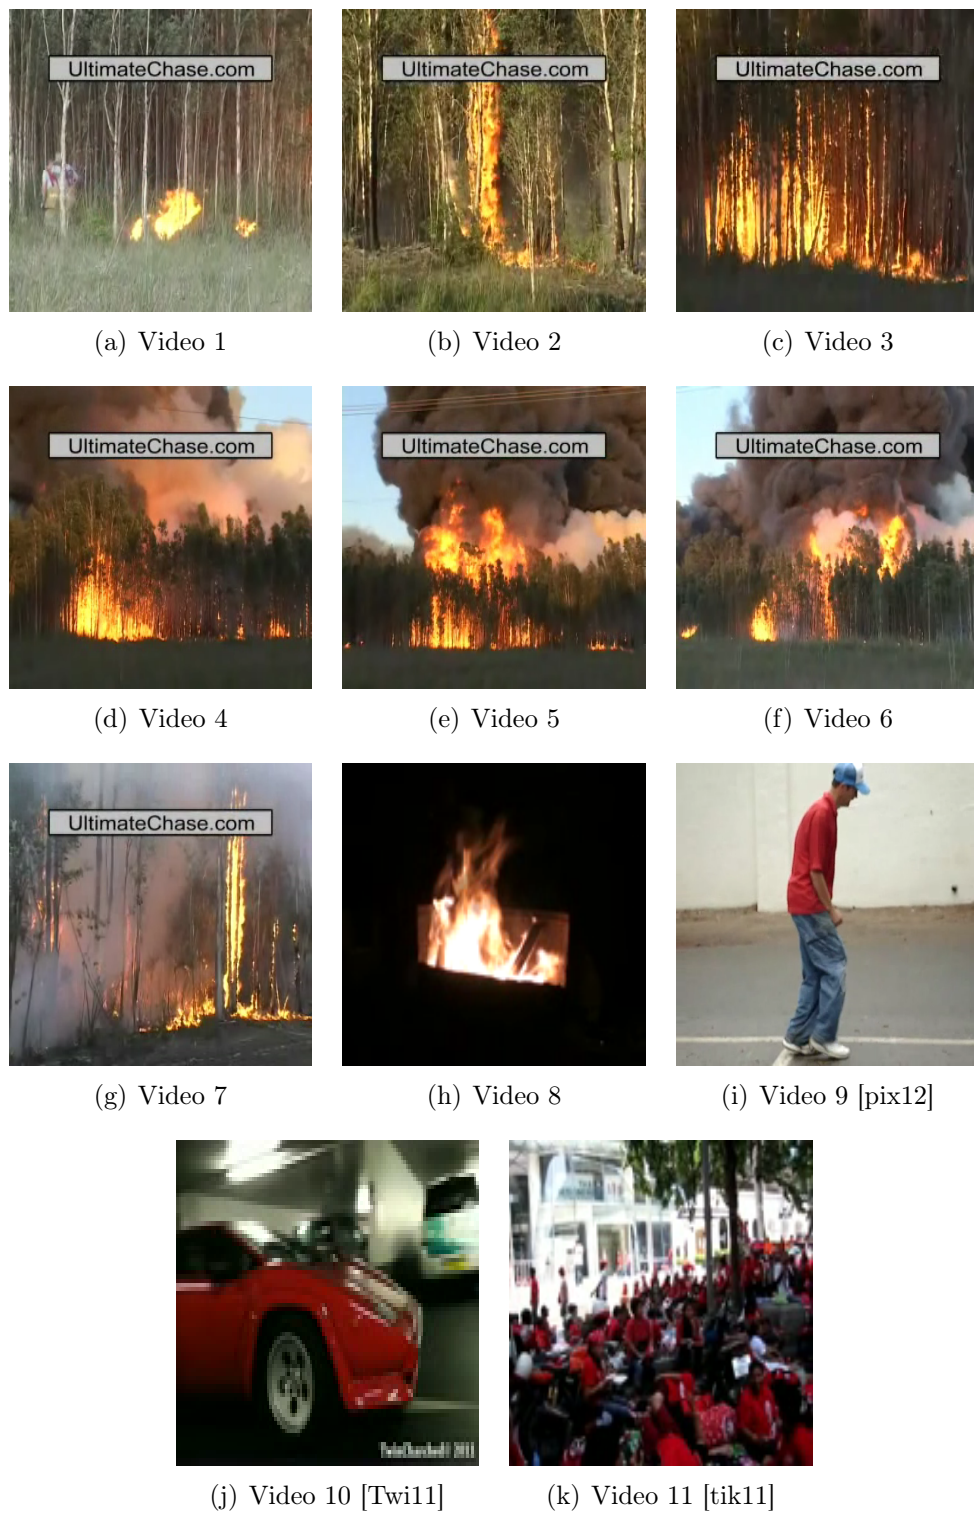 UltimateChase.com
UltimateChase.com
UltimateChase.com
(a) Video 1
(b) Video 2
(c) Video 3
UltimateChase.com
UltimateChase.com
UltimateChase.com
(d) Video 4
(e) Video 5
(f) Video 6
UltimateChase.com
(g) Video 7
(h) Video 8
(i) Video 9 [pix12]
(j) Video 10 [Twi11]
(k) Video 11 [tik11]